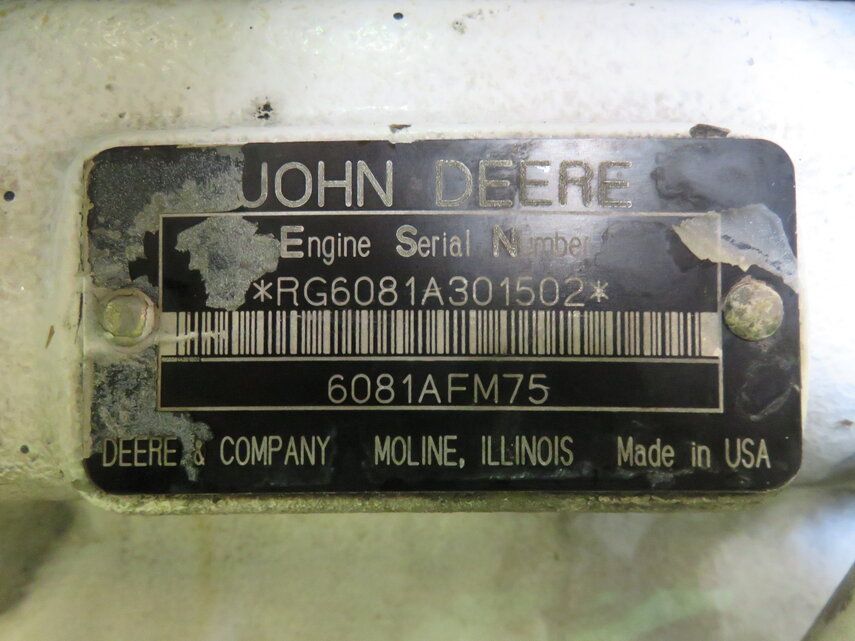 JOHN DEERE
Engine Serial Number
*RG6081A301502*
6081AFM75
DEERE & COMPANY MOLINE, ILLINOIS Made in USA